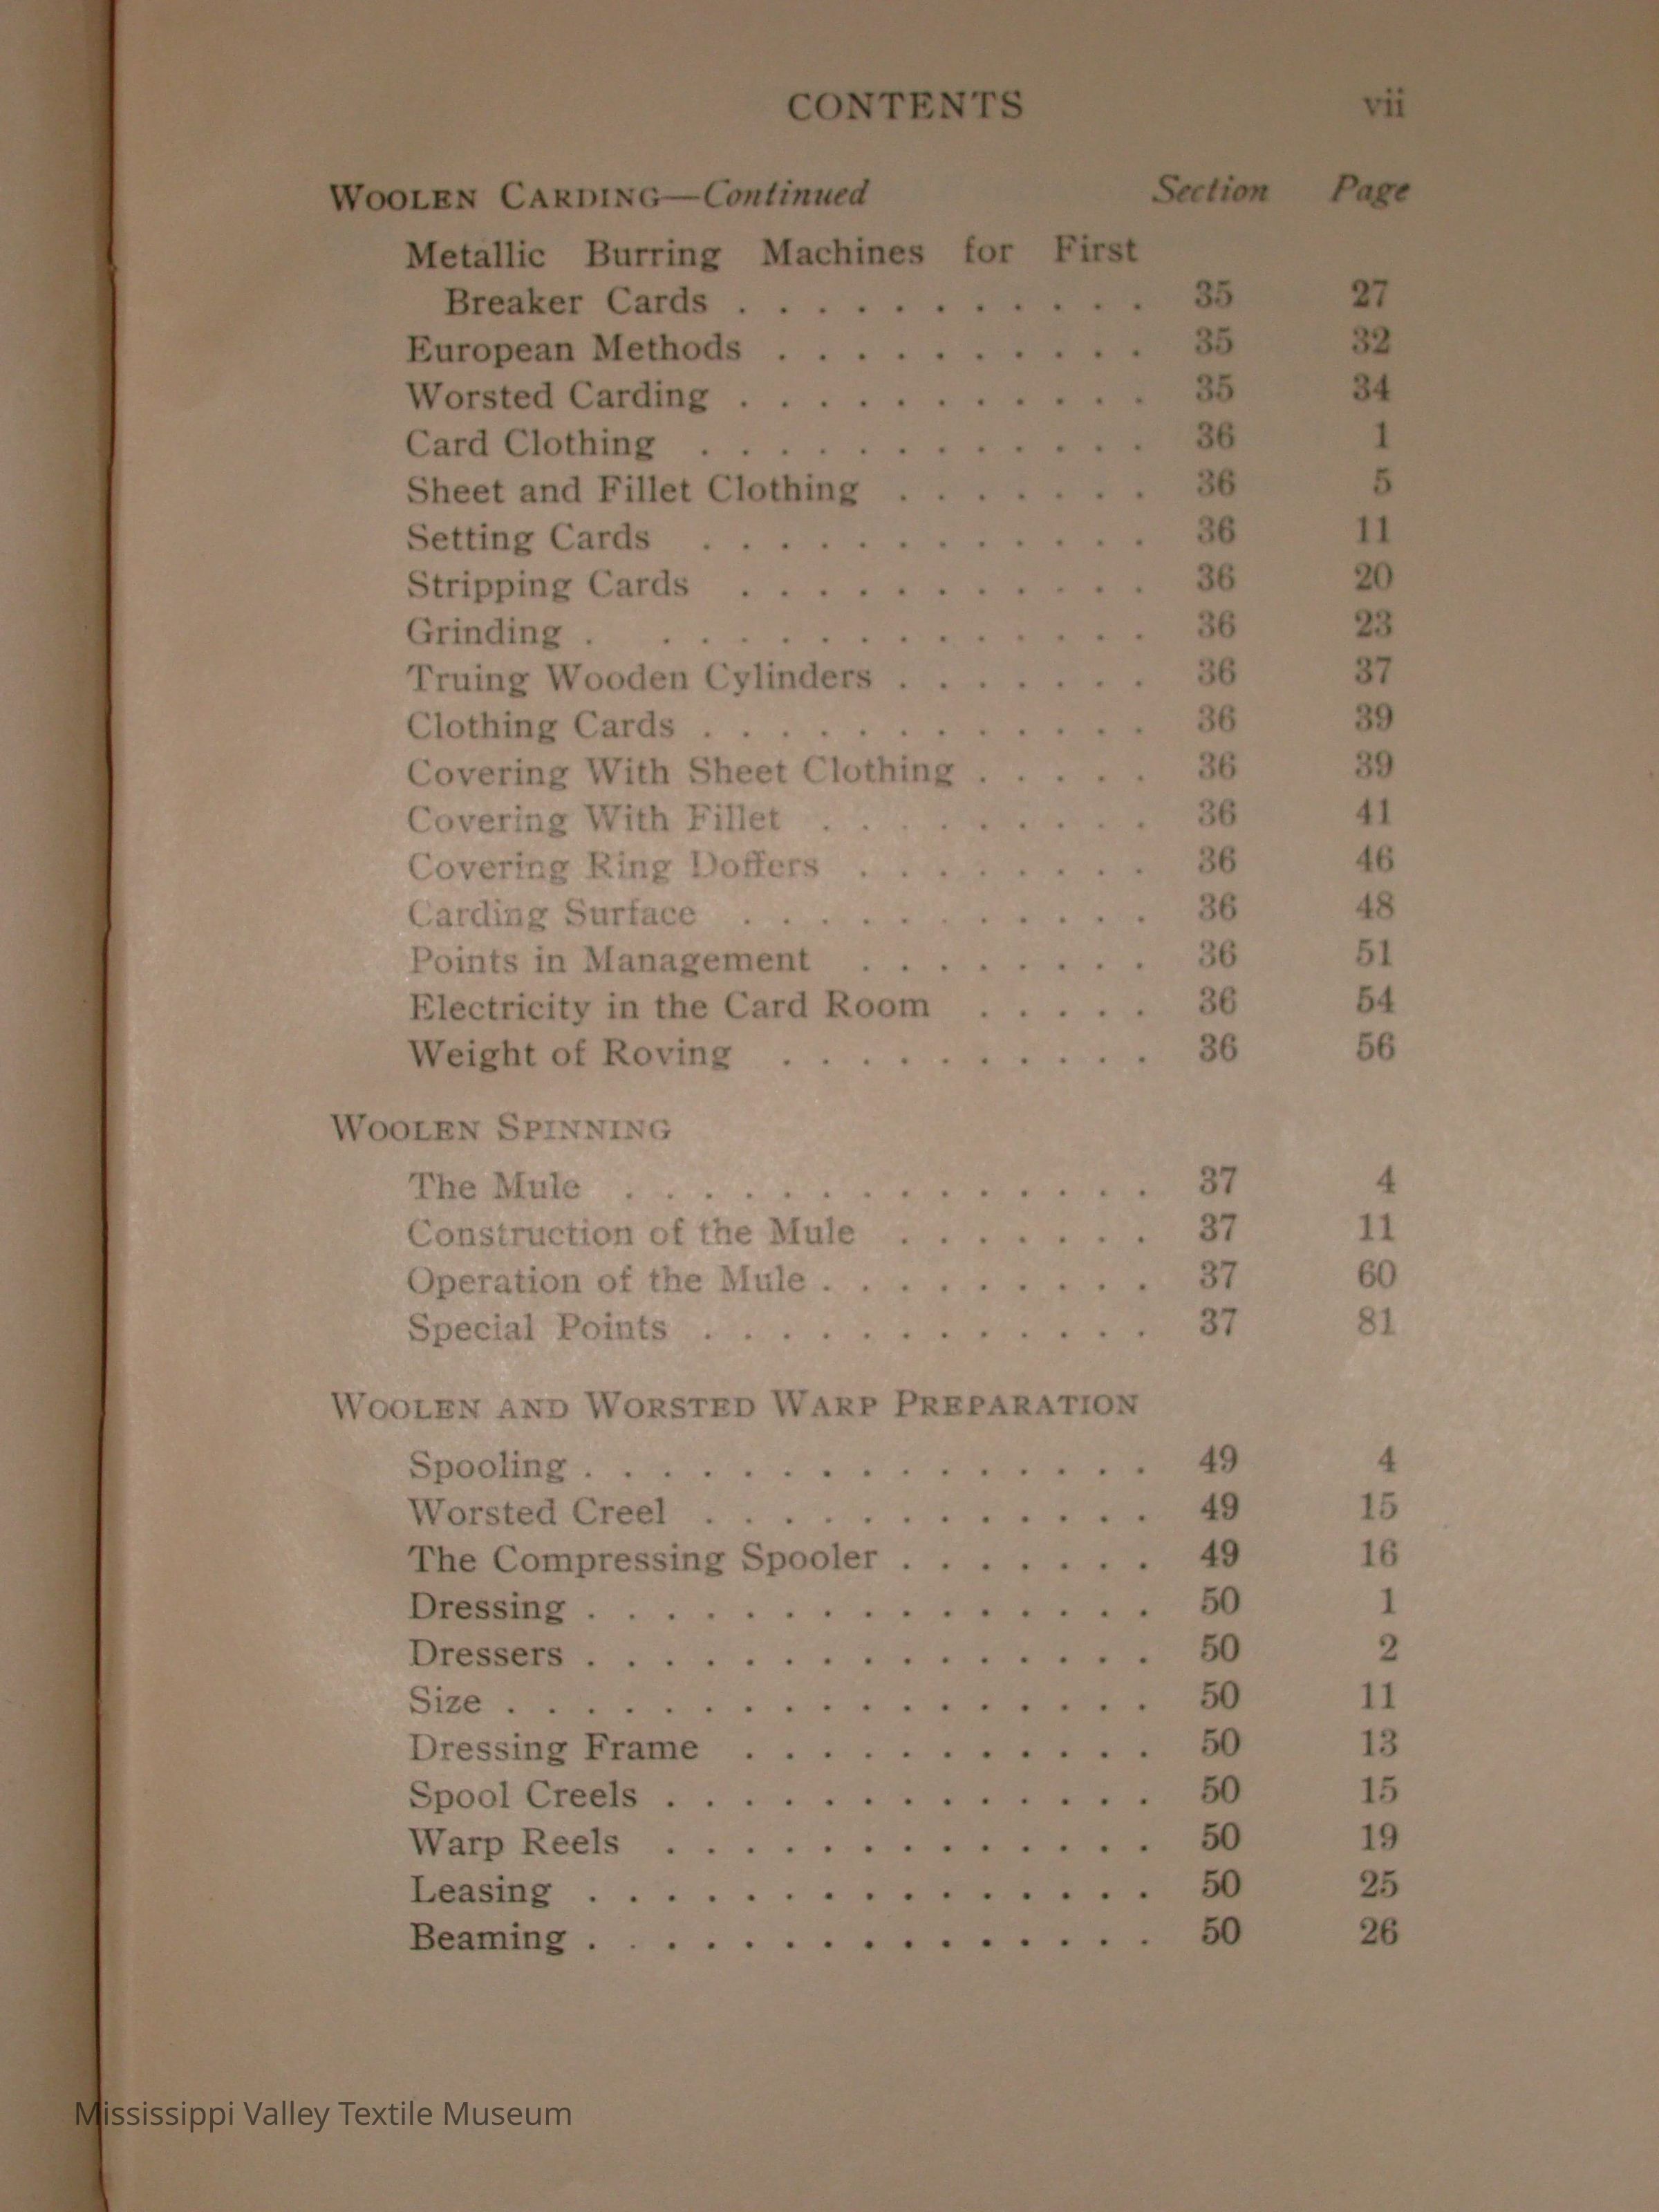 CONTENTS vii
WOOLEN CARDING—Continued Section Page
Metallic Burring Machines for First
Breaker Cards . . . . . . . . . . . 35 27
European Methods . . . . . . . . . . 35 32
Worsted Carding . . . . . . . . . . . 35 34
Card Clothing . . . . . . . . . . . . 36 1
Sheet and Fillet Clothing . . . . . . . 36 5
Setting Cards . . . . . . . . . . . . 36 11
Stripping Cards . . . . . . . . . . . 36 20
Grinding . . . . . . . . . . . . . . 36 23
Truing Wooden Cylinders . . . . . . . 36 37
Clothing Cards . . . . . . . . . . . . 36 39
Covering With Sheet Clothing . . . . . 36 39
Covering With Fillet . . . . . . . . . 36 41
Covering Ring Doffers . . . . . . . . 36 46
Carding Surface . . . . . . . . . . . 36 48
Points in Management . . . . . . . . 36 51
Electricity in the Card Room . . . . . 36 54
Weight of Roving . . . . . . . . . . 36 56
WOOLEN SPINNING
The Mule . . . . . . . . . . . . . . 37 4
Construction of the Mule . . . . . . . 37 11
Operation of the Mule . . . . . . . . . 37 60
Special Points . . . . . . . . . . . . 37 81
WOOLEN AND WORSTED WARP PREPARATION
Spooling . . . . . . . . . . . . . . . 49 4
Worsted Creel . . . . . . . . . . . . 49 15
The Compressing Spooler . . . . . . . 49 16
Dressing . . . . . . . . . . . . . . . 50 1
Dressers . . . . . . . . . . . . . . . 50 2
Size . . . . . . . . . . . . . . . . . 50 11
Dressing Frame . . . . . . . . . . . 50 13
Spool Creels . . . . . . . . . . . . . 50 15
Warp Reels . . . . . . . . . . . . . 50 19
Leasing . . . . . . . . . . . . . . . 50 25
Beaming . . . . . . . . . . . . . . . 50 26
Mississippi Valley Textile Museum